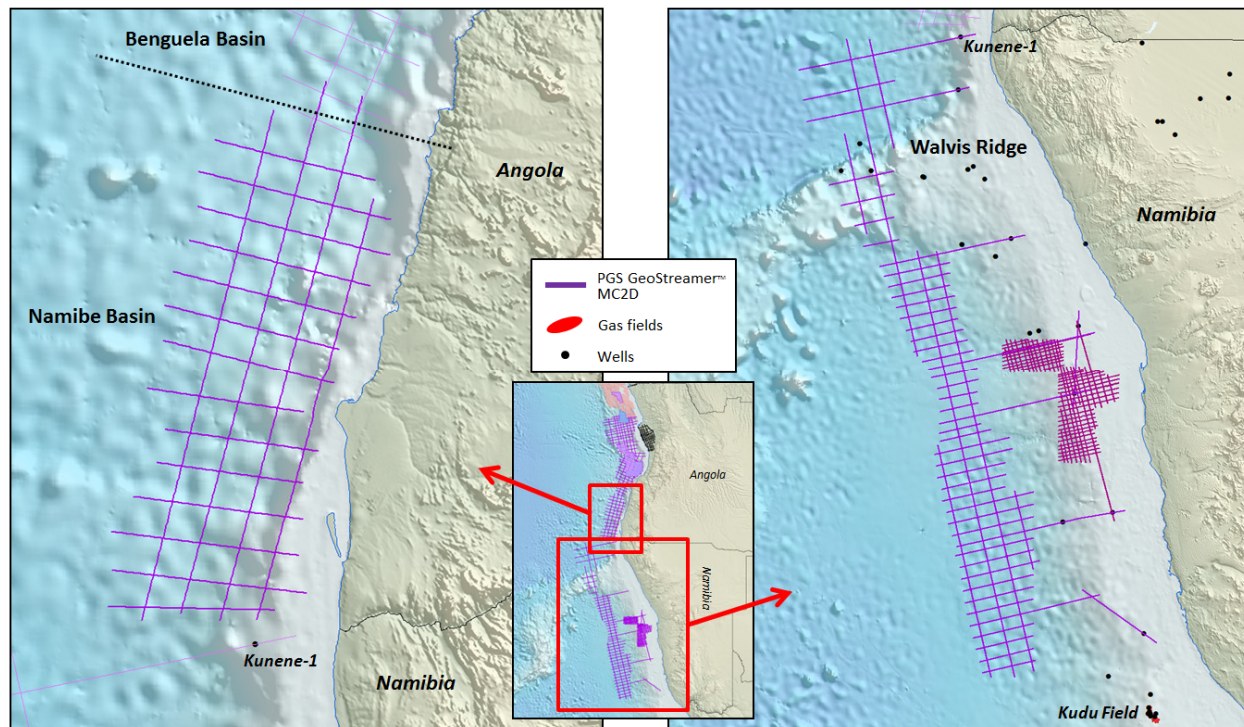 Benguela Basin
Angola
Namibe Basin
Kunene-1
Namibia
PGS GeoStreamer™
MC2D
Gas fields
Wells
Angola
Namibia
Kunene-1
Walvis Ridge
Namibia
Kudu Field